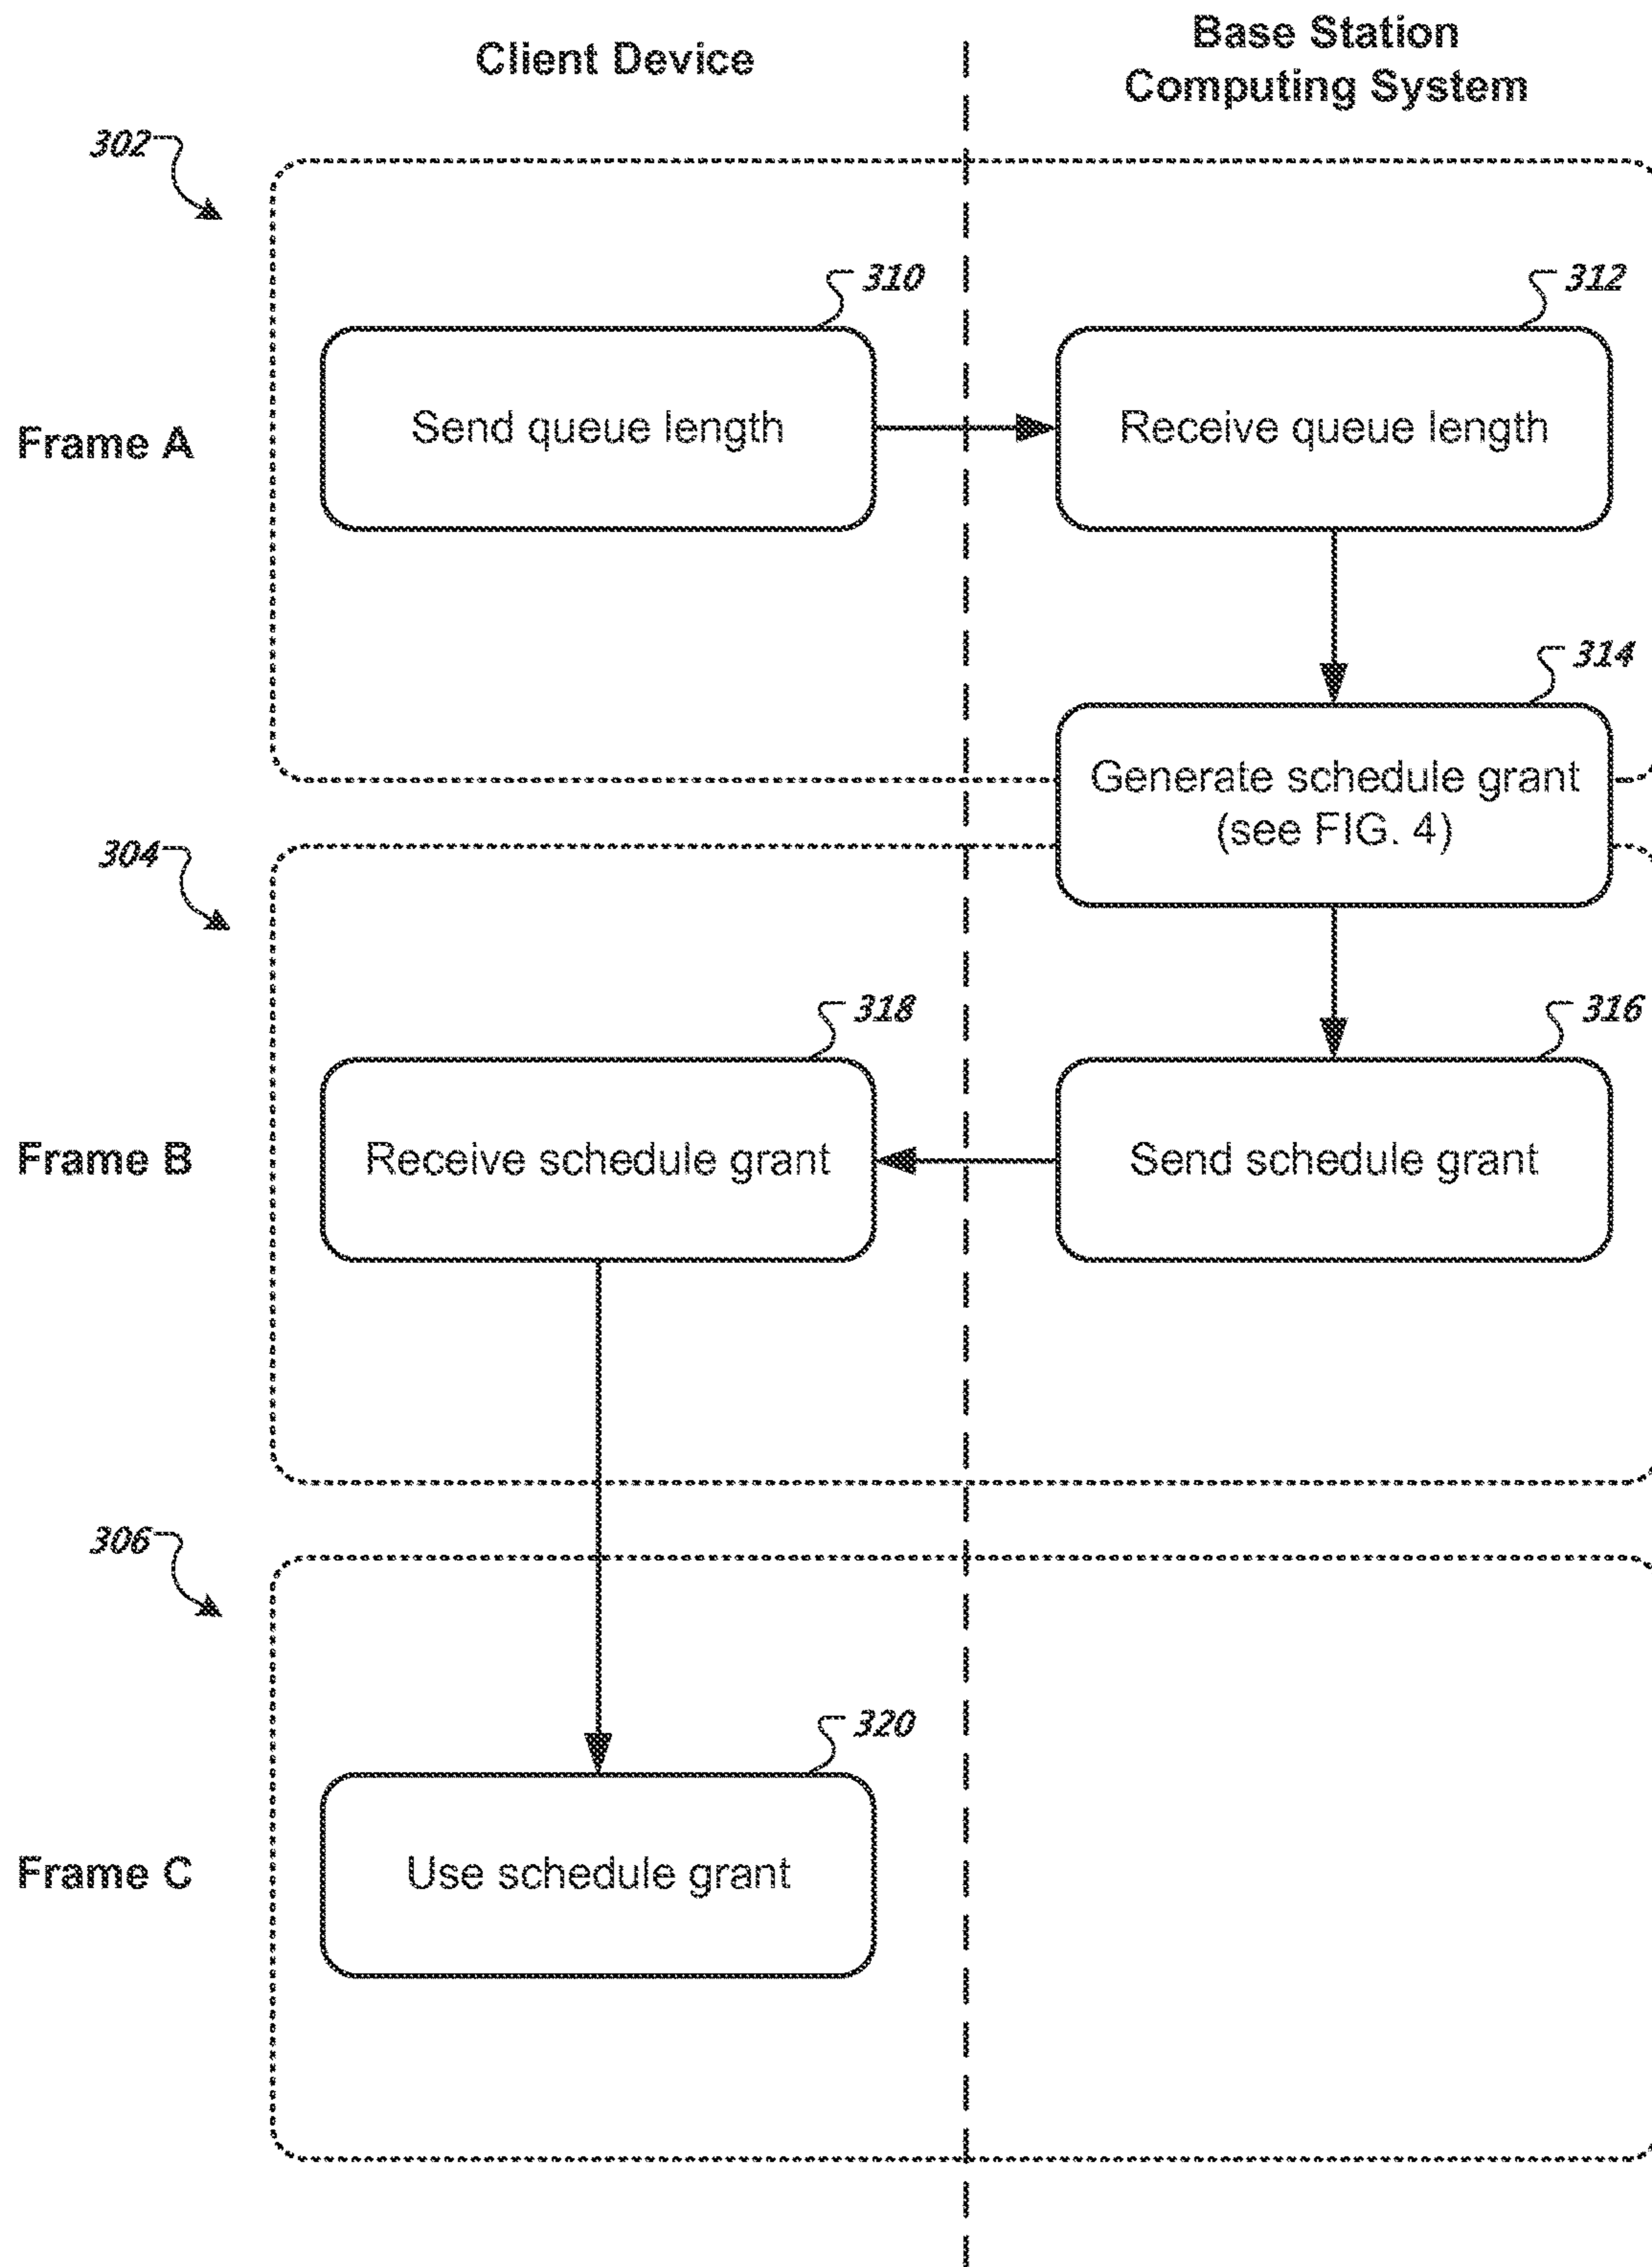 Client Device
Base Station
Computing System
302
310
312
Frame A
Send queue length
Receive queue length
314
Generate schedule grant
(see FIG. 4)
304
318
316
Frame B
Receive schedule grant
Send schedule grant
306
320
Frame C
Use schedule grant